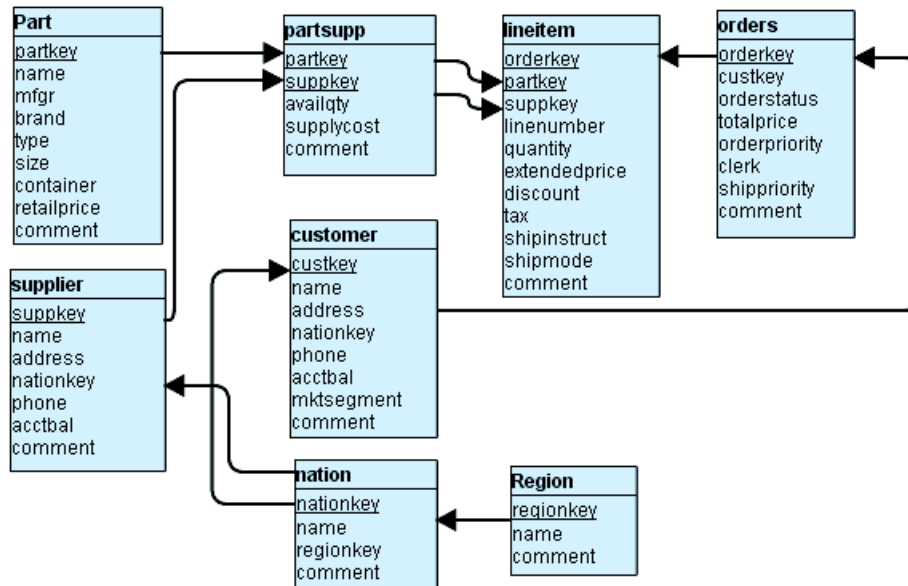 Part
partkey
name
mfgr
brand
type
size
container
retailprice
comment
partsupp
partkey
suppkey
availqty
supplycost
comment
lineitem
orderkey
partkey
suppkey
linenumber
quantity
extendedprice
discount
tax
shipinstruct
shipmode
comment
orders
orderkey
custkey
orderstatus
totalprice
orderpriority
clerk
shippriority
comment
supplier
suppkey
name
address
nationkey
phone
acctbal
comment
customer
custkey
name
address
nationkey
phone
acctbal
mktsegment
comment
nation
nationkey
name
regionkey
comment
Region
regionkey
name
comment